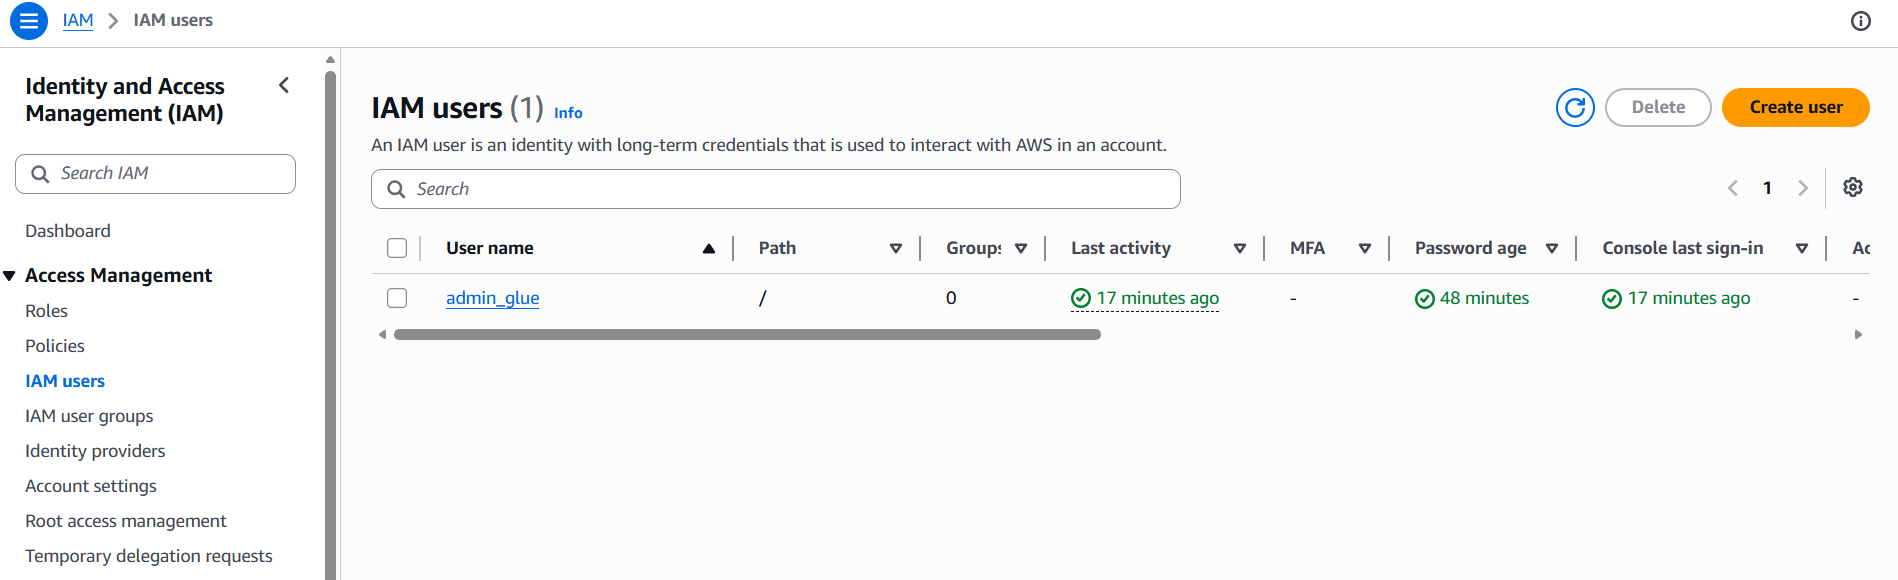 IAM > IAM users
Identity and Access
Management (IAM)
Search IAM
Dashboard
Access Management
Roles
Policies
IAM users
IAM user groups
Identity providers
Account settings
Root access management
Temporary delegation requests
IAM users (1) Info
Delete
Create user
An IAM user is an identity with long-term credentials that is used to interact with AWS in an account.
Search
1
User name Path Groups Last activity MFA Password age Console last sign-in Ac
admin_glue / 0 17 minutes ago - 48 minutes 17 minutes ago -